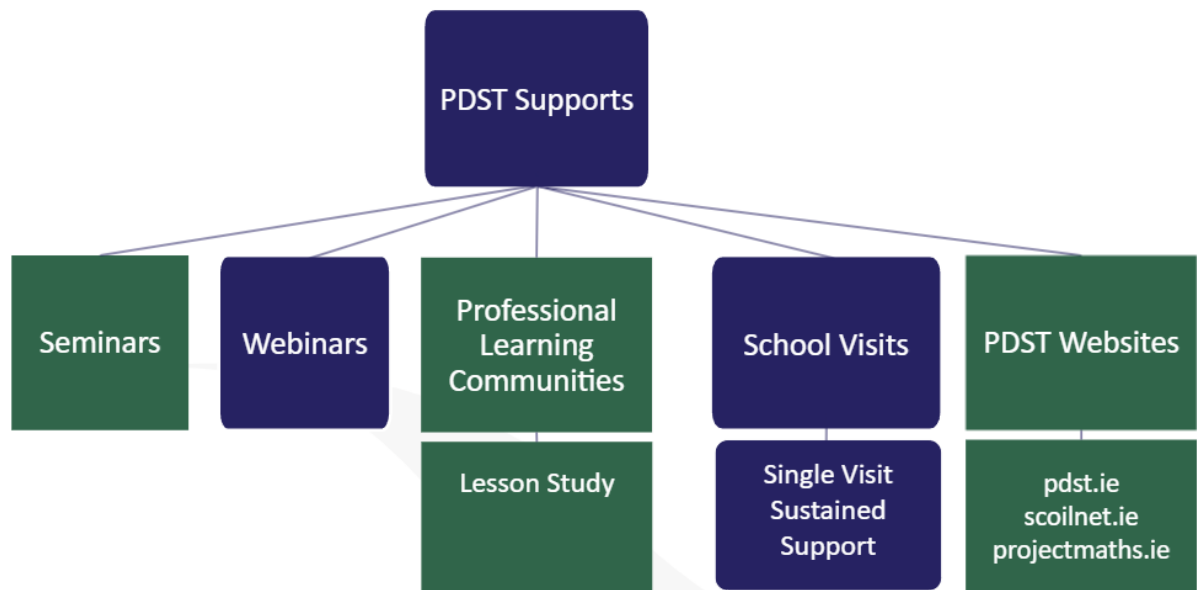 PDST Supports
Seminars
Webinars
Professional
Learning
Communities
School Visits
PDST Websites
Lesson Study
Single Visit
Sustained
Support
pdst.ie
scoilnet.ie
projectmaths.ie